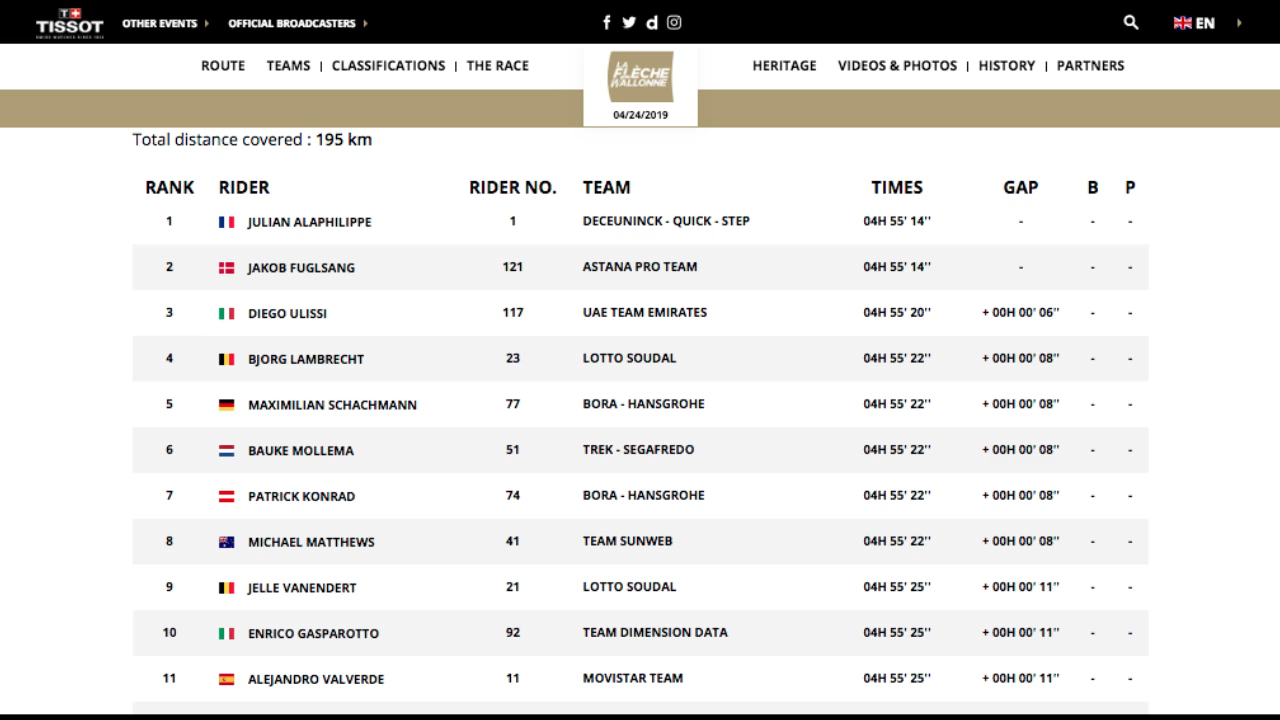 TISSOT
SWISS WATCHES SINCE 1853
OTHER EVENTS
OFFICIAL BROADCASTERS
EN
ROUTE TEAMS | CLASSIFICATIONS | THE RACE
LA FLÈCHE WALLONNE
04/24/2019
HERITAGE VIDEOS & PHOTOS | HISTORY | PARTNERS
Total distance covered : 195 km
RANK RIDER RIDER NO. TEAM TIMES GAP B P
1 JULIAN ALAPHILIPPE 1 DECEUNINCK - QUICK - STEP 04H 55' 14'' - - -
2 JAKOB FUGLSANG 121 ASTANA PRO TEAM 04H 55' 14'' - - -
3 DIEGO ULISSI 117 UAE TEAM EMIRATES 04H 55' 20'' + 00H 00' 06'' - -
4 BJORG LAMBRECHT 23 LOTTO SOUDAL 04H 55' 22'' + 00H 00' 08'' - -
5 MAXIMILIAN SCHACHMANN 77 BORA - HANSGROHE 04H 55' 22'' + 00H 00' 08'' - -
6 BAUKE MOLLEMA 51 TREK - SEGAFREDO 04H 55' 22'' + 00H 00' 08'' - -
7 PATRICK KONRAD 74 BORA - HANSGROHE 04H 55' 22'' + 00H 00' 08'' - -
8 MICHAEL MATTHEWS 41 TEAM SUNWEB 04H 55' 22'' + 00H 00' 08'' - -
9 JELLE VANENDERT 21 LOTTO SOUDAL 04H 55' 25'' + 00H 00' 11'' - -
10 ENRICO GASPAROTTO 92 TEAM DIMENSION DATA 04H 55' 25'' + 00H 00' 11'' - -
11 ALEJANDRO VALVERDE 11 MOVISTAR TEAM 04H 55' 25'' + 00H 00' 11'' - -